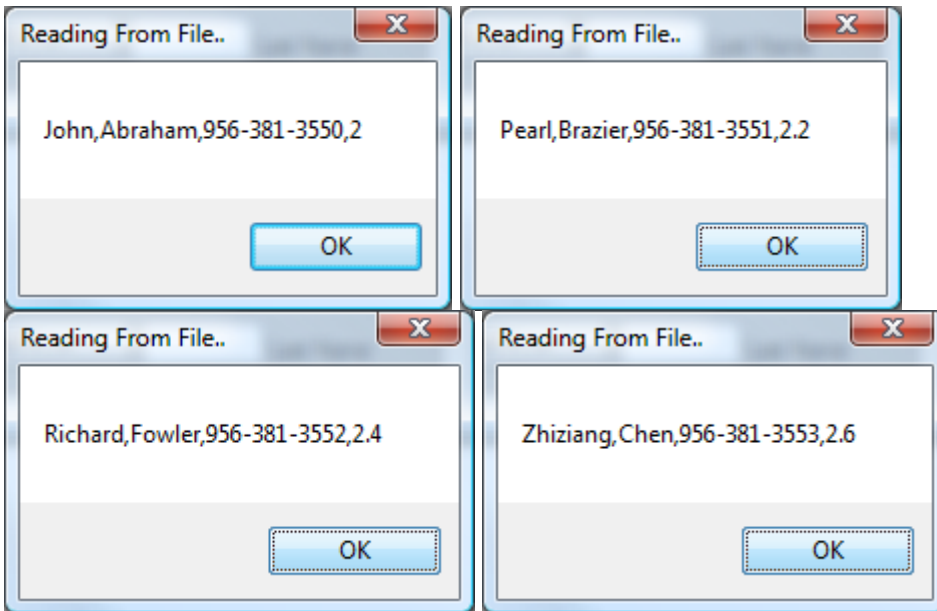 Reading From File..
John,Abraham,956-381-3550,2
OK
Reading From File..
Pearl,Brazier,956-381-3551,2.2
OK
Reading From File..
Richard,Fowler,956-381-3552,2.4
OK
Reading From File..
Zhiziang,Chen,956-381-3553,2.6
OK